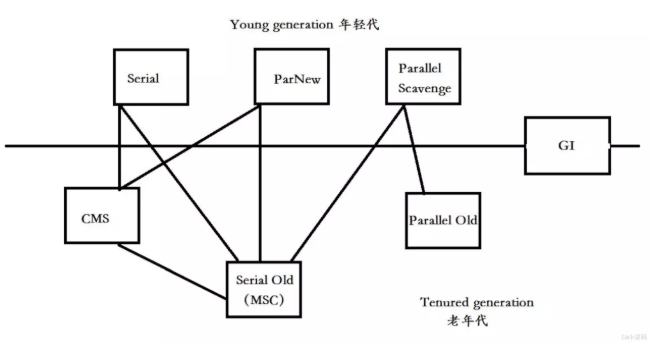 Young generation 年轻代
Serial
ParNew
Parallel
Scavenge
GI
CMS
Parallel Old
Serial Old
(MSC)
Tenured generation
老年代